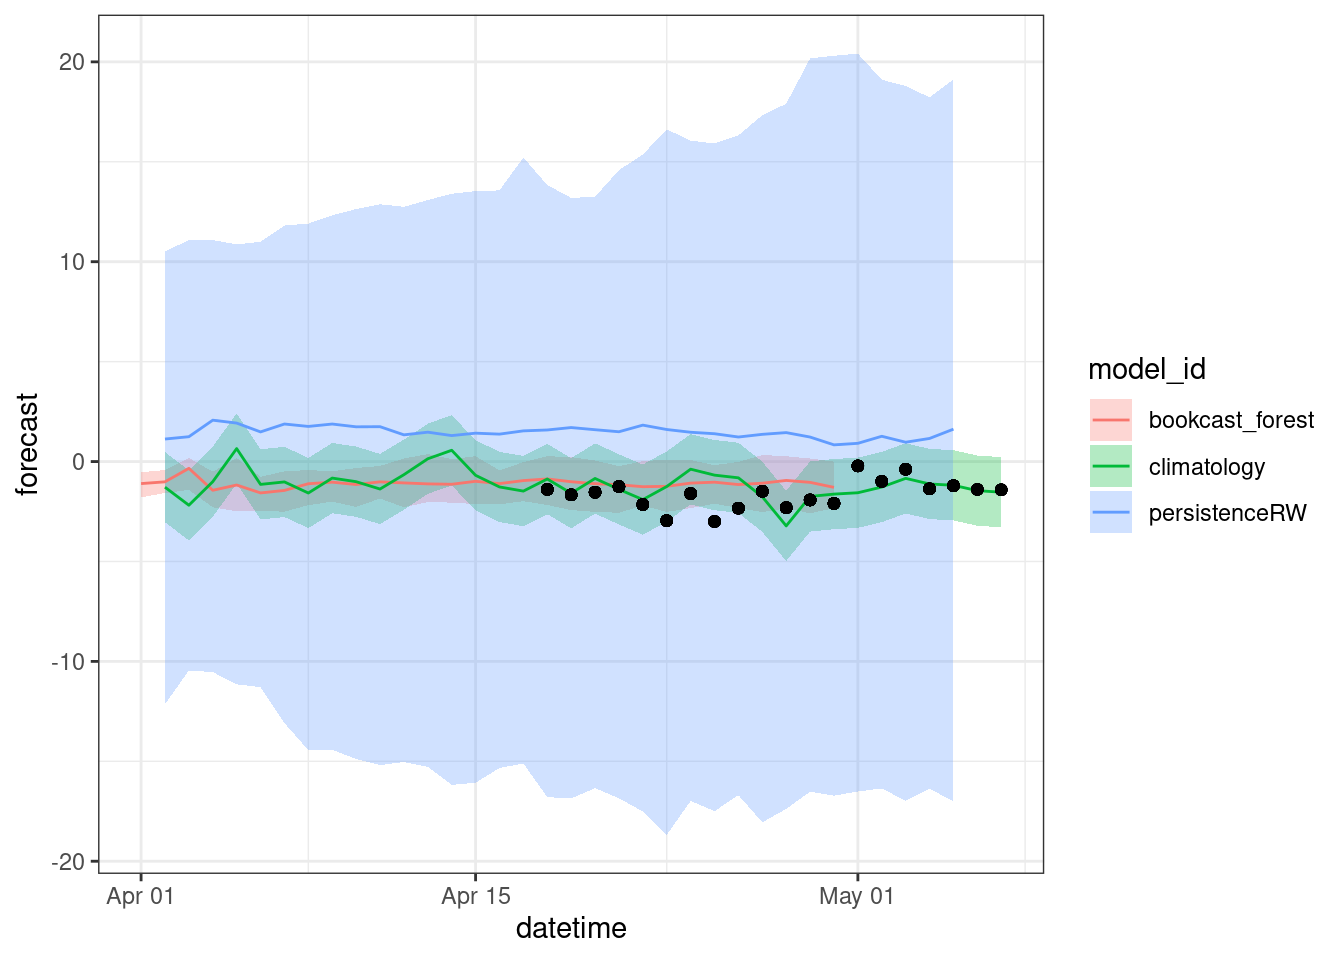 20
10
0
-10
-20
forecast
Apr 01
Apr 15
May 01
datetime
model_id
bookcast_forest
climatology
persistenceRW